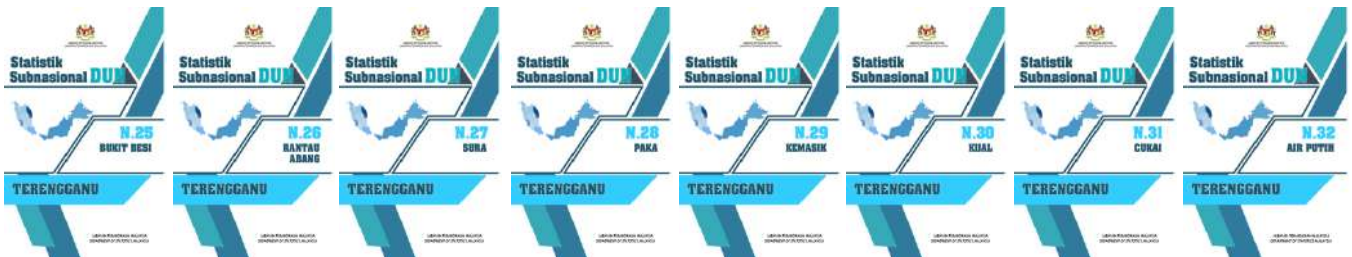 Statistik
Subnasional DUN
N.25
BUKIT BESI
TERENGGANU
Statistik
Subnasional DUN
N.26
RANTAU
ABANG
TERENGGANU
Statistik
Subnasional DUN
N.27
SURA
TERENGGANU
Statistik
Subnasional DUN
N.28
PAKA
TERENGGANU
Statistik
Subnasional DUN
N.29
KEMASIK
TERENGGANU
Statistik
Subnasional DUN
N.30
KIJAL
TERENGGANU
Statistik
Subnasional DUN
N.31
CUKAI
TERENGGANU
Statistik
Subnasional DUN
N.32
AIR PUTIH
TERENGGANU